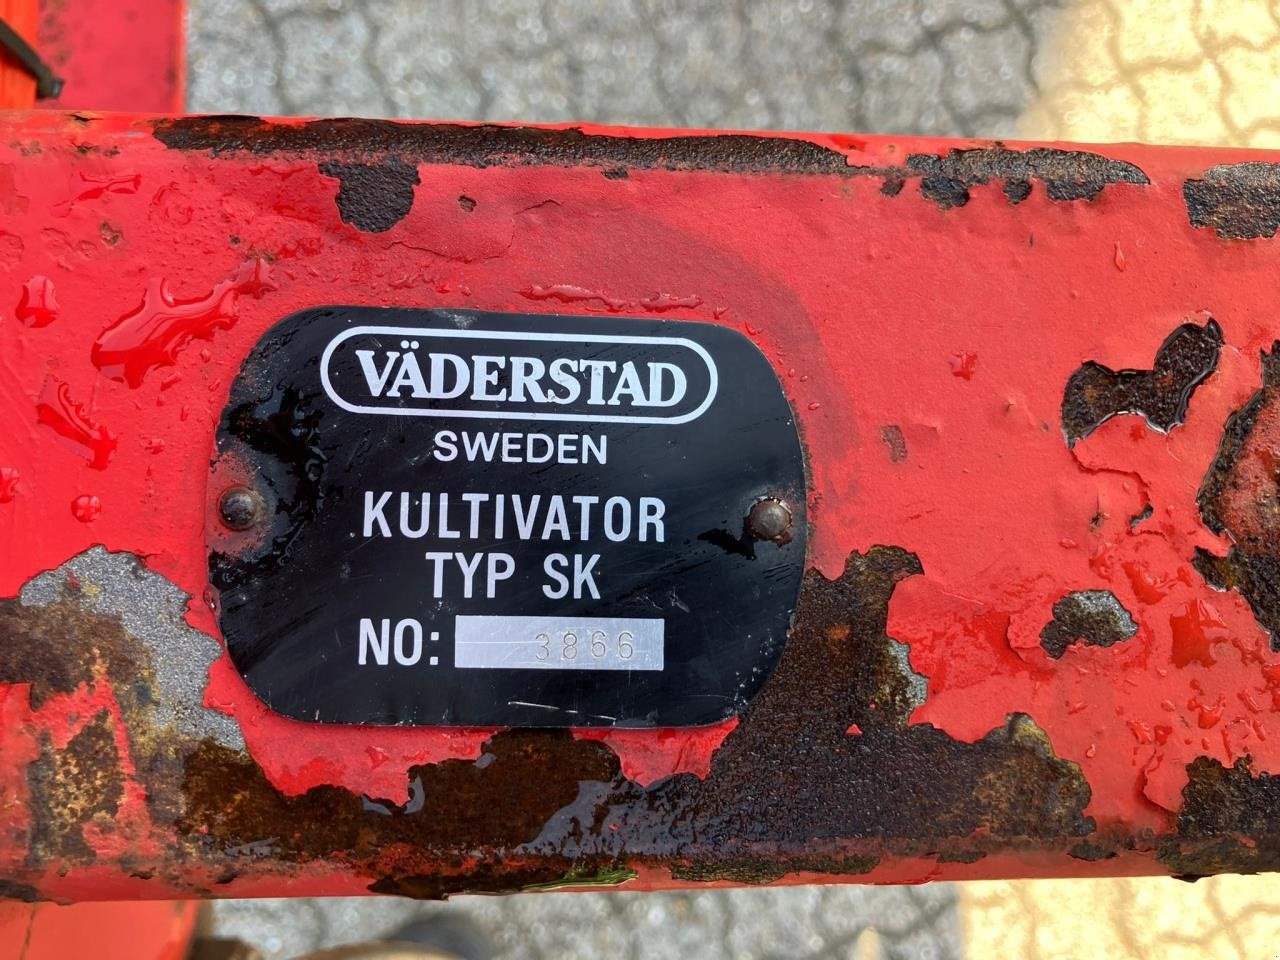 VÄDERSTAD
SWEDEN
KULTIVATOR
TYP SK
NO: 3866